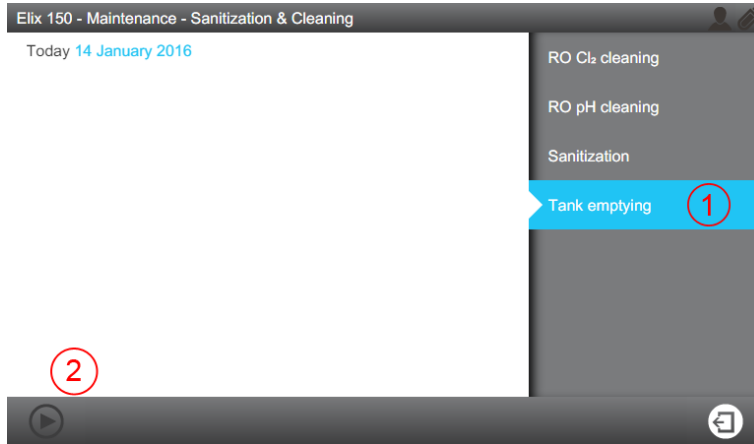 Elix 150 - Maintenance - Sanitization & Cleaning
Today 14 January 2016
RO Cl₂ cleaning
RO pH cleaning
Sanitization
Tank emptying 1
2